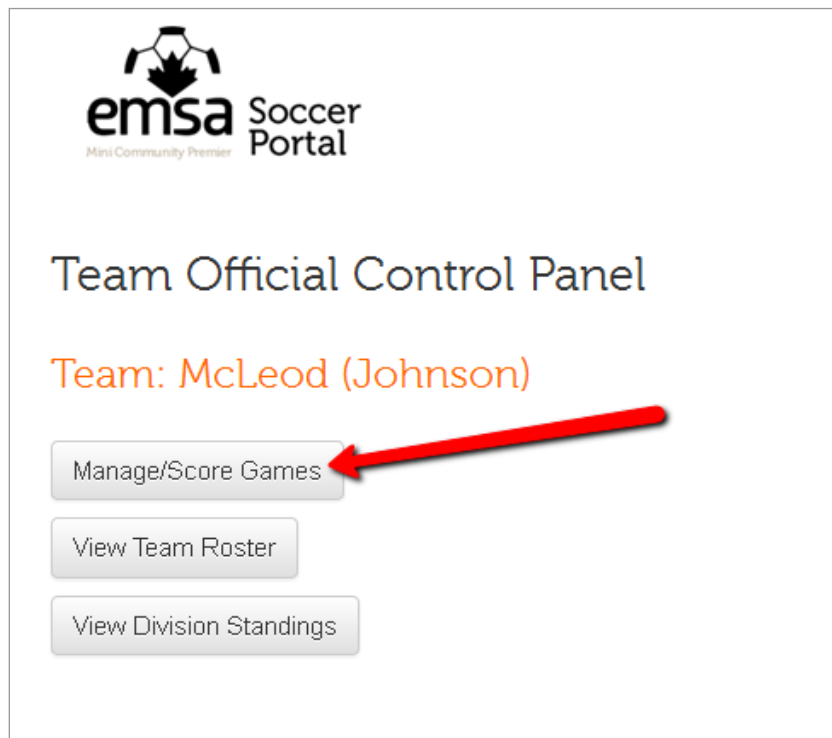 emsa Soccer
Mini Community Premier Portal
Team Official Control Panel
Team: McLeod (Johnson)
Manage/Score Games
View Team Roster
View Division Standings